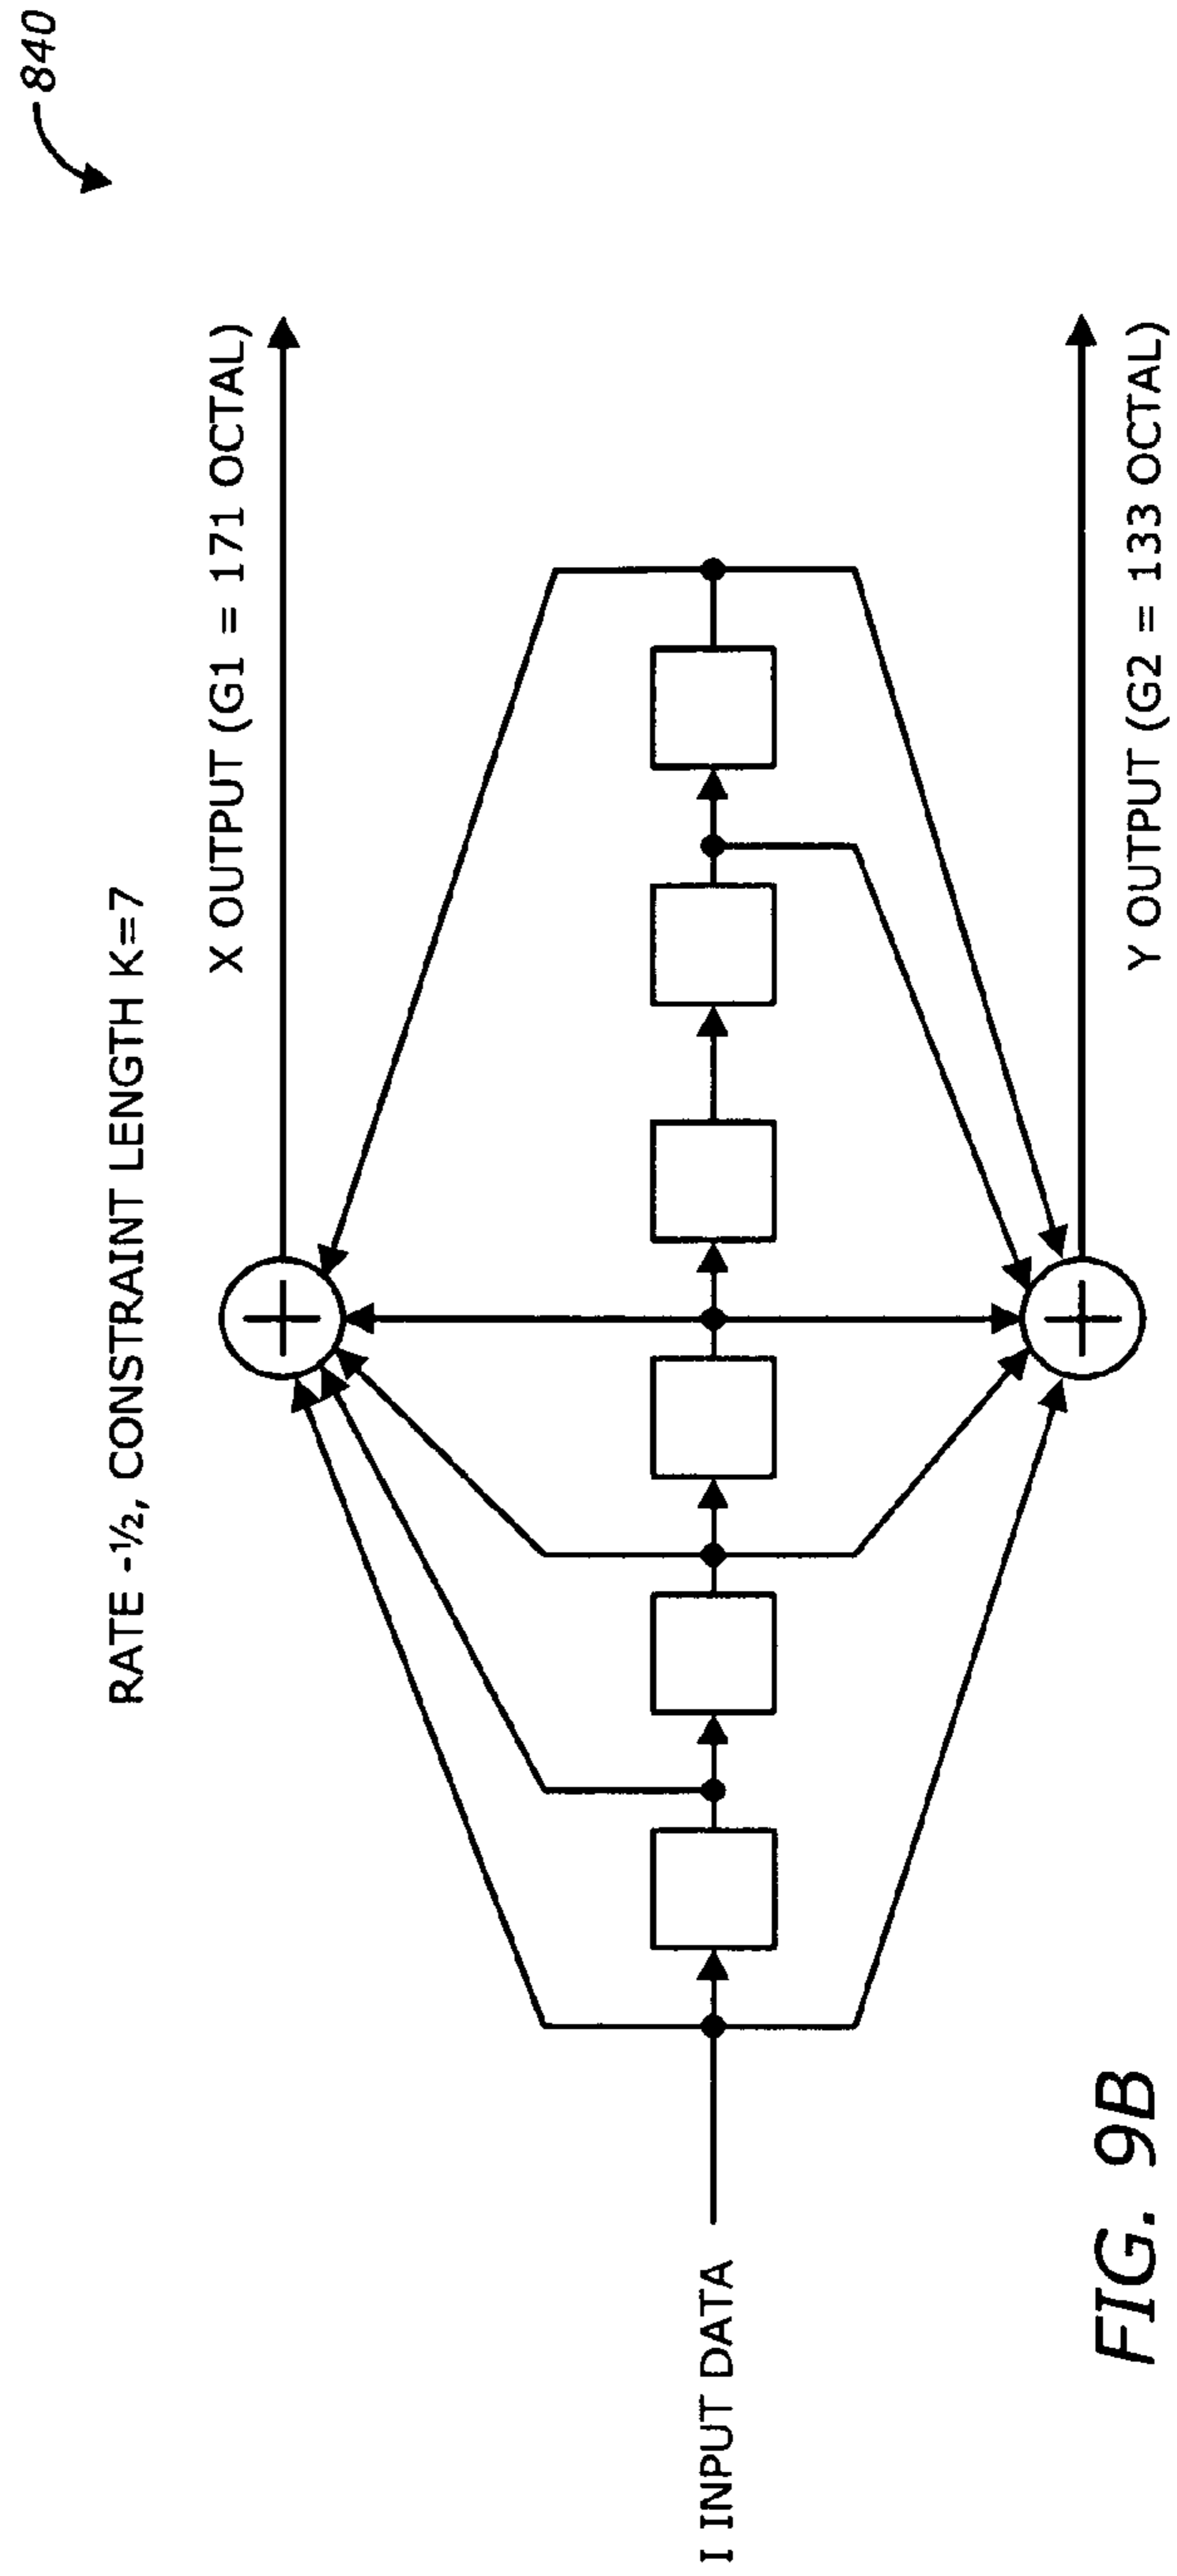 840
RATE -½, CONSTRAINT LENGTH K=7
X OUTPUT (G1 = 171 OCTAL)
I INPUT DATA
Y OUTPUT (G2 = 133 OCTAL)
FIG. 9B